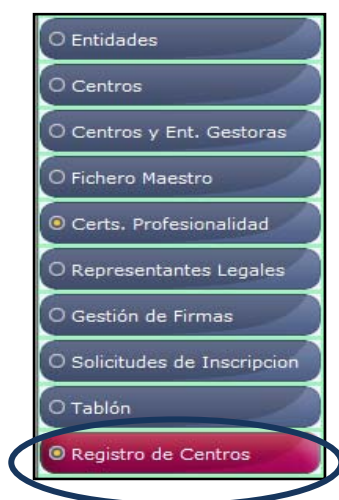 Entidades
Centros
Centros y Ent. Gestoras
Fichero Maestro
Certs. Profesionalidad
Representantes Legales
Gestión de Firmas
Solicitudes de Inscripcion
Tablón
Registro de Centros